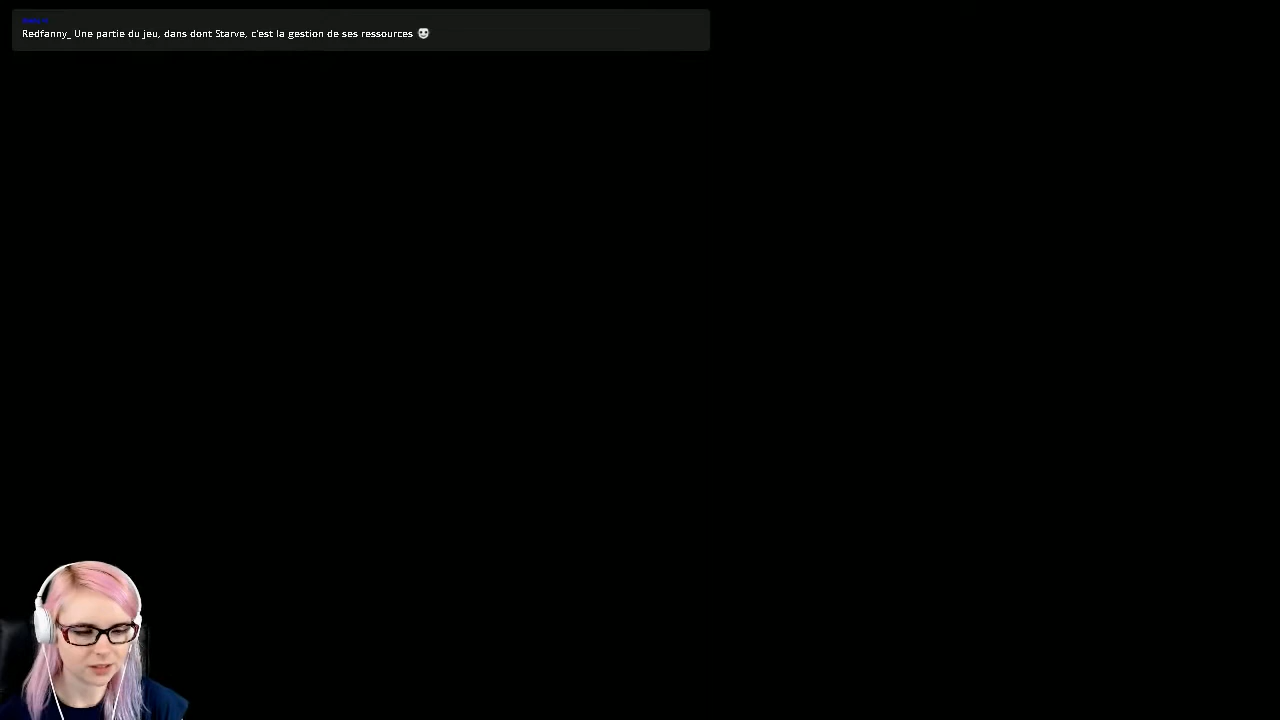 Redfanny_ Une partie du jeu, dans dont Starve, c'est la gestion de ses ressources